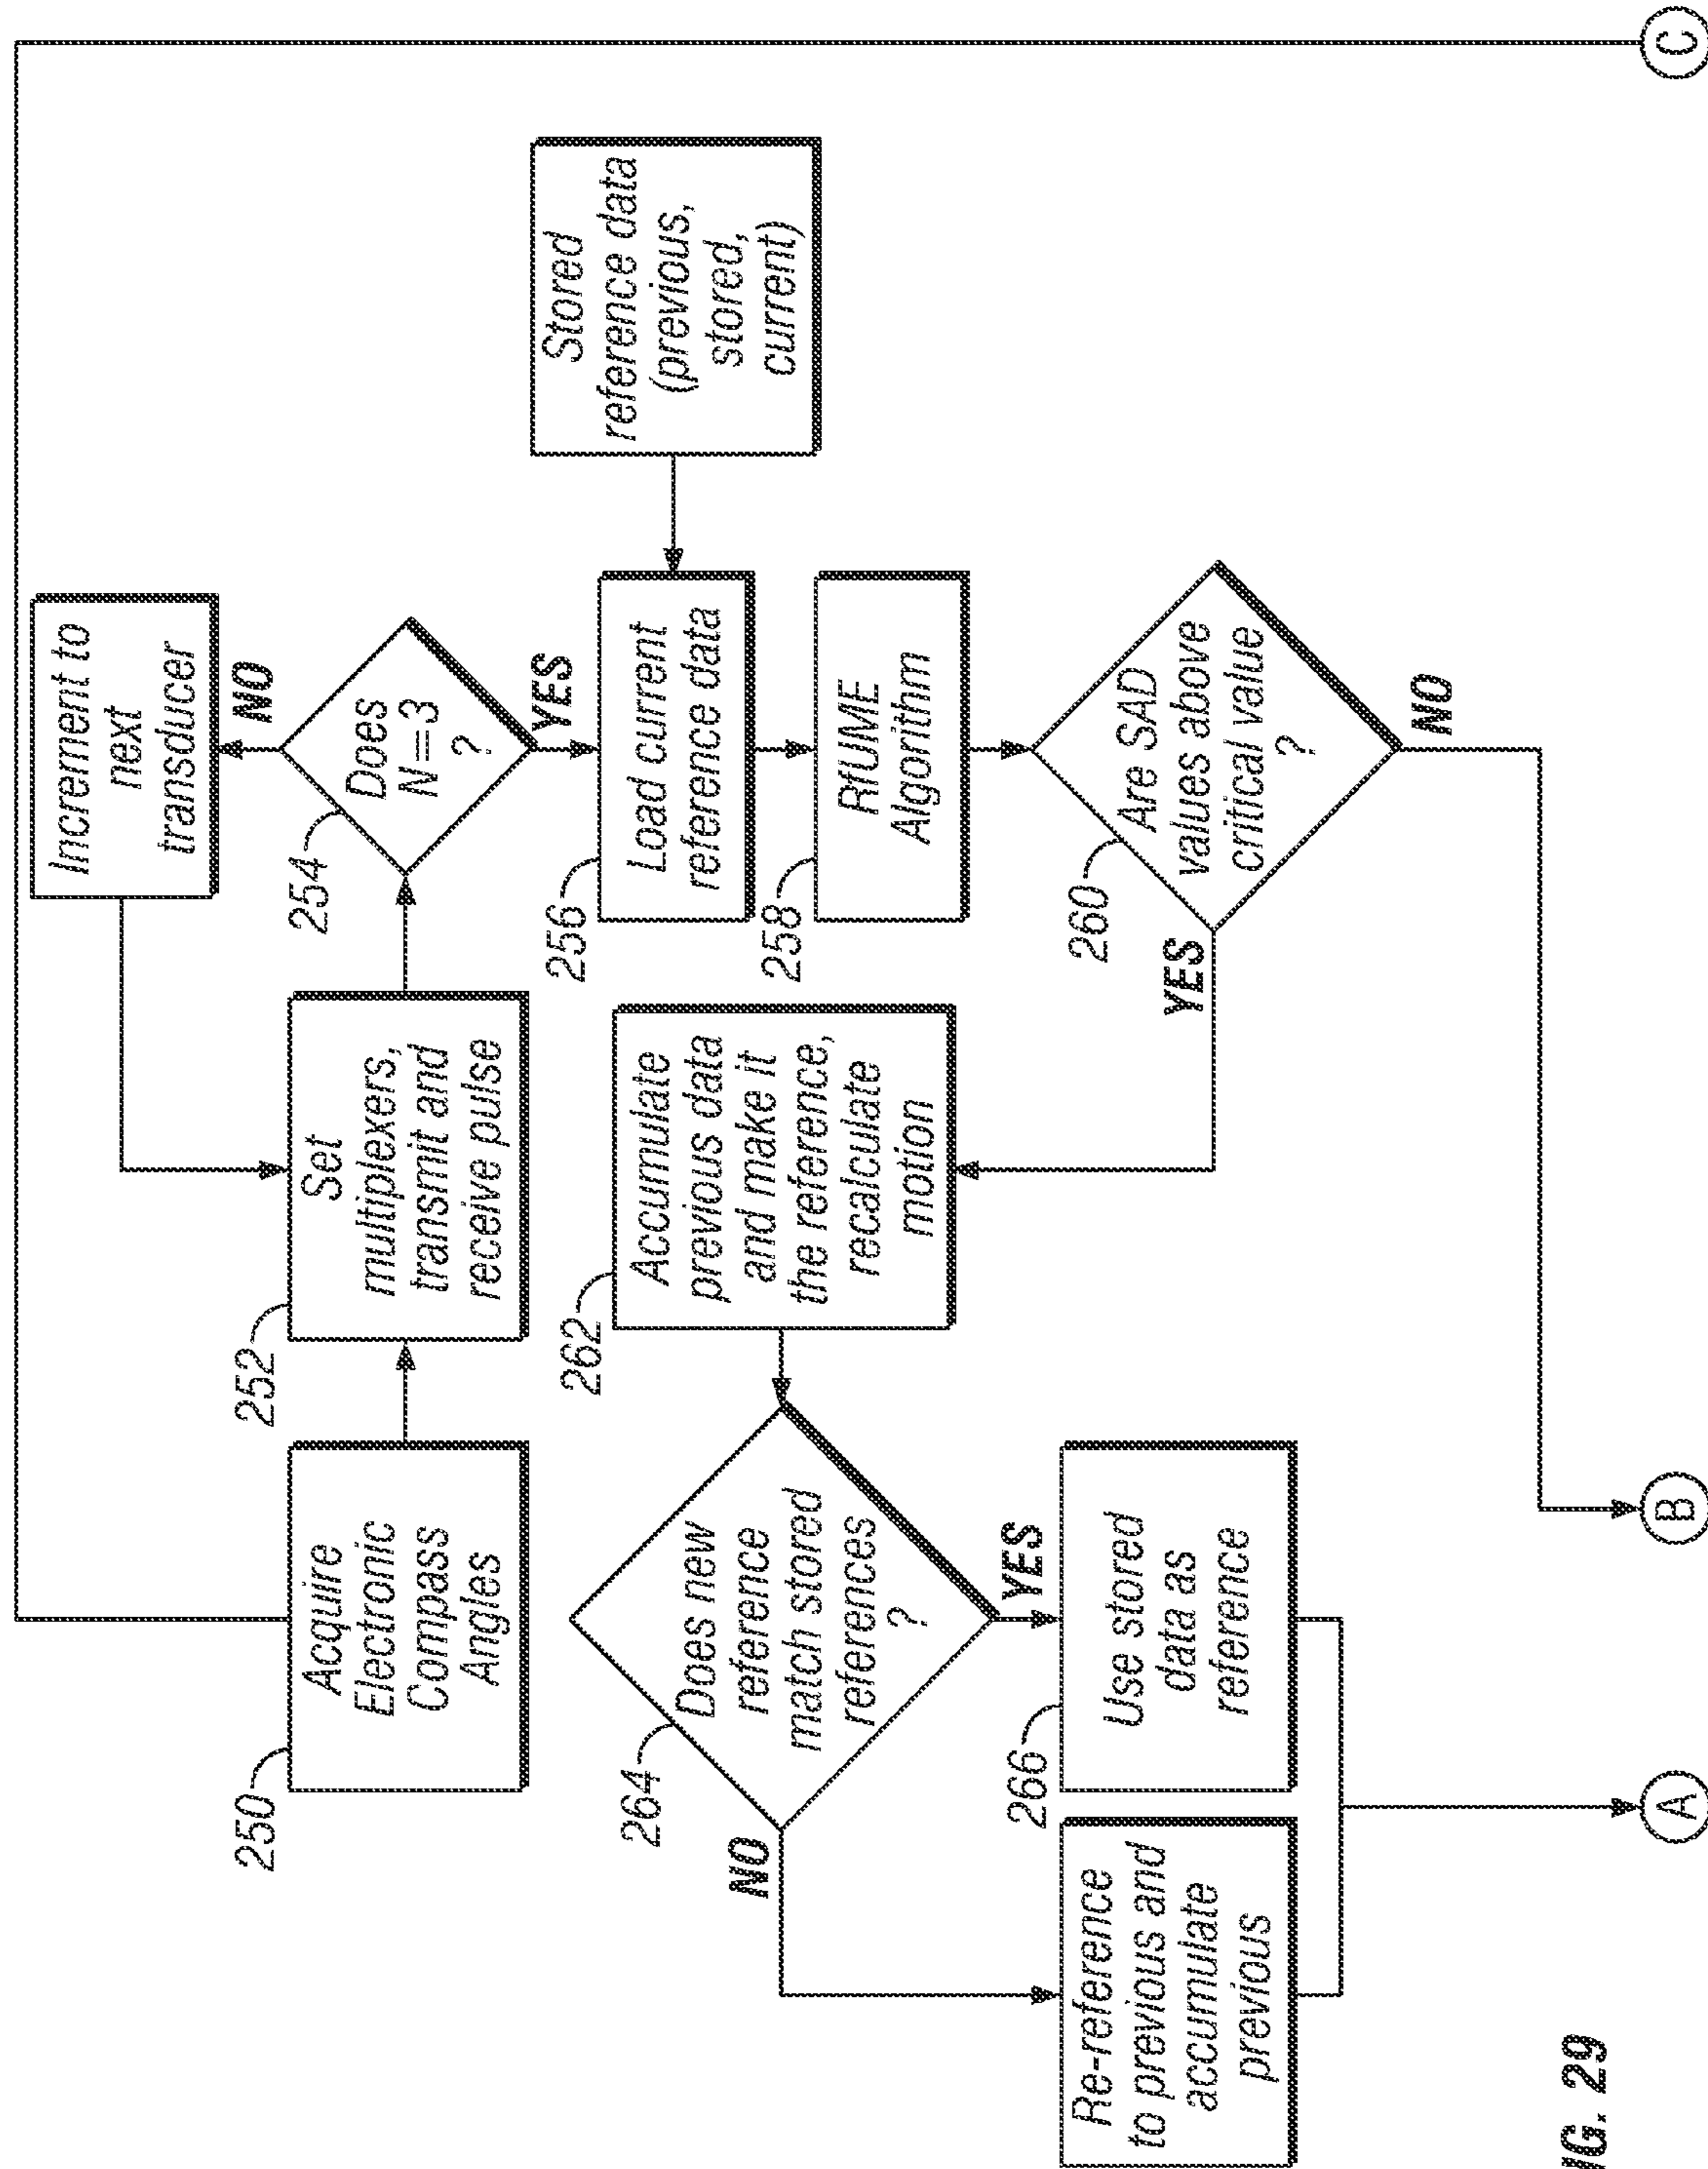 250
Acquire
Electronic
Compass
Angles
252
Set
multiplexers,
transmit and
receive pulse
Increment to
next
transducer
NO
254
Does
N=3
?
YES
256
Load current
reference data
Stored
reference data
(previous,
stored,
current)
258
RfUME
Algorithm
260
Are SAD
values above
critical value
?
YES
NO
262
Accumulate
previous data
and make it
the reference,
recalculate
motion
264
Does new
reference
match stored
references
?
NO
YES
Re-reference
to previous and
accumulate
previous
266
Use stored
data as
reference
A
B
C
IG. 29